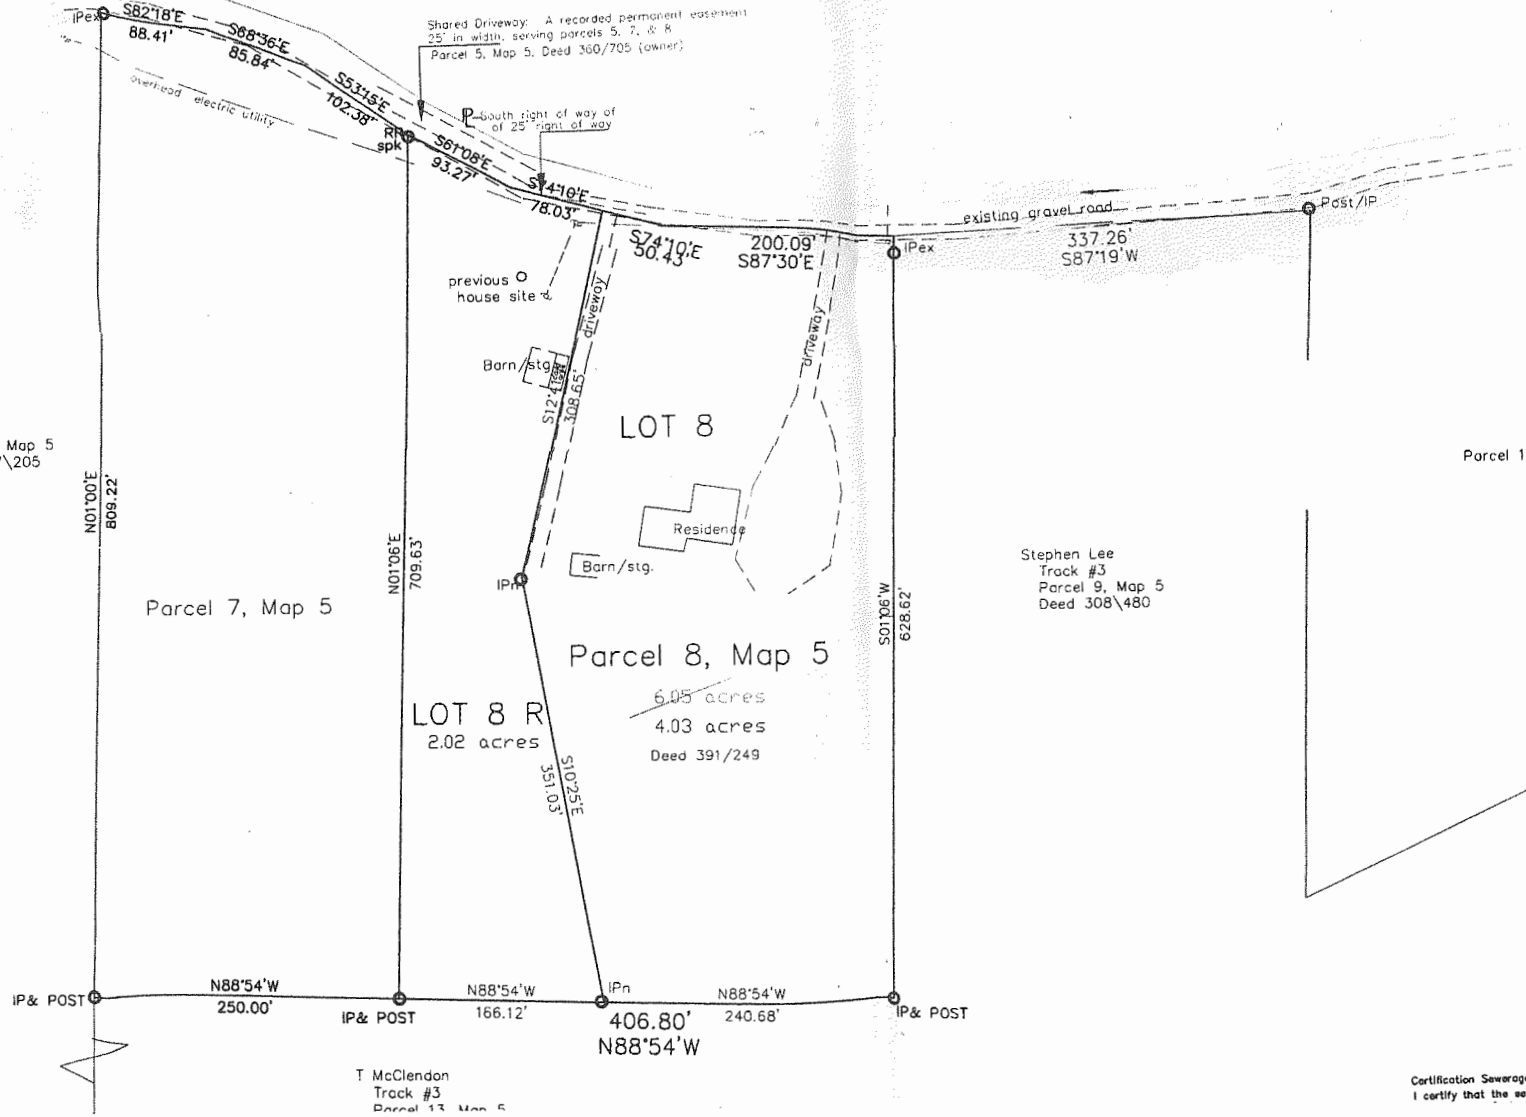 IPex
S82°18'E
88.41'
S68°36'E
85.84'
Shared Driveway: A recorded permanent easement
25' in width, serving parcels 5, 7, & 8
Parcel 5, Map 5, Deed 360/705 (owner)
overhead electric utility
S53°15'E
102.38'
RR
spk
PL South right of way of
of 25' right of way
S61°08'E
93.27'
S74°10'E
78.03'
S74°10'E
50.43'
200.09'
S87°30'E
IPex
existing gravel road
337.26'
S87°19'W
Post/IP
previous
house site
driveway
driveway
Barn/stg
S12°41'
308.65'
LOT 8
Map 5
\205
N01°00'E
809.22'
N01°06'E
709.63'
Residence
Barn/stg.
IPn
Parcel 1
Stephen Lee
Track #3
Parcel 9, Map 5
Deed 308\480
S01°06'W
628.62'
Parcel 7, Map 5
Parcel 8, Map 5
6.05 acres
4.03 acres
Deed 391/249
LOT 8 R
2.02 acres
S10°25'E
351.03'
IP& POST
N88°54'W
250.00'
IP& POST
N88°54'W
166.12'
IPn
406.80'
N88°54'W
N88°54'W
240.68'
IP& POST
T McClendon
Track #3
Parcel 13, Map 5
Certification Sewerage
I certify that the